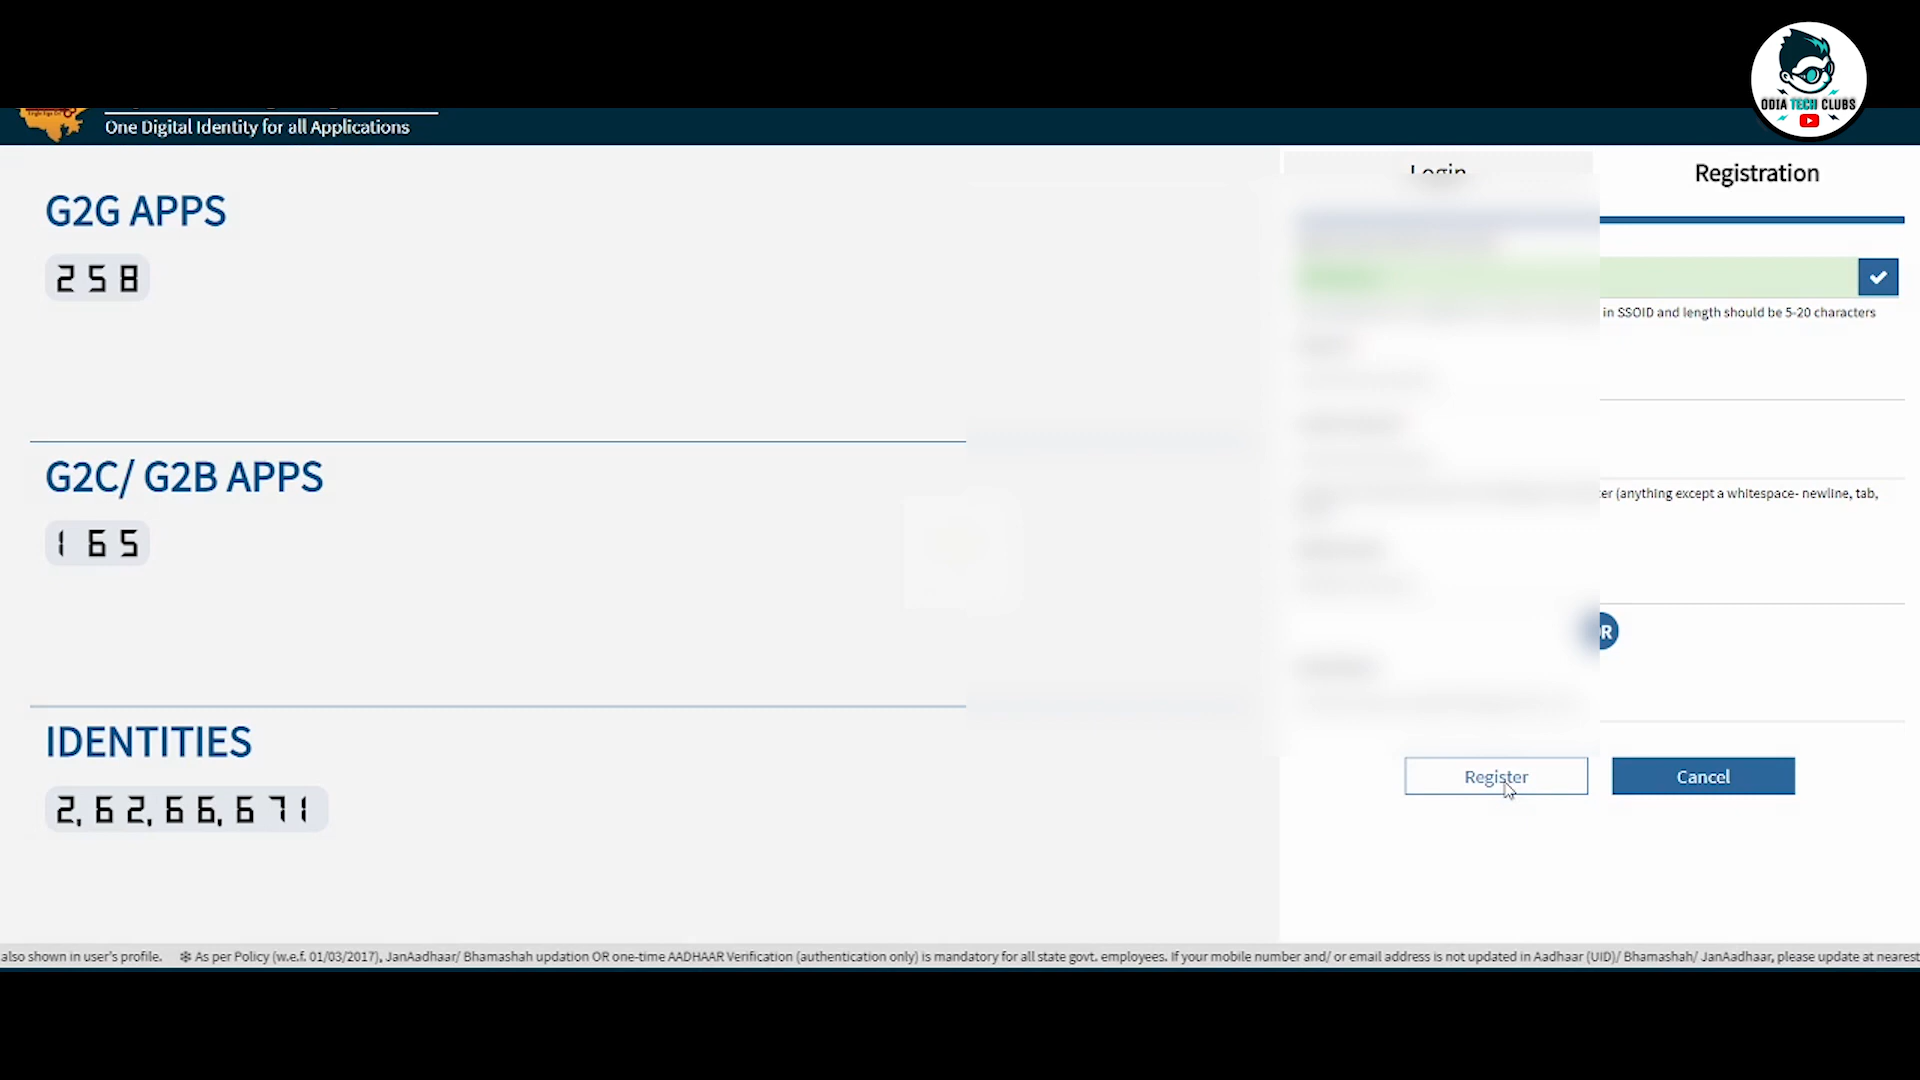 ODIA TECH CLUBS
One Digital Identity for all Applications
Login
Registration
G2G APPS
258
in SSOID and length should be 5-20 characters
G2C/ G2B APPS
165
(anything except a whitespace- newline, tab,
IDENTITIES
2,62,66,671
Register
Cancel
also shown in user's profile. ❄ As per Policy (w.e.f. 01/03/2017), JanAadhaar/ Bhamashah updation OR one-time AADHAAR Verification (authentication only) is mandatory for all state govt. employees. If your mobile number and/ or email address is not updated in Aadhaar (UID)/ Bhamashah/ JanAadhaar, please update at nearest